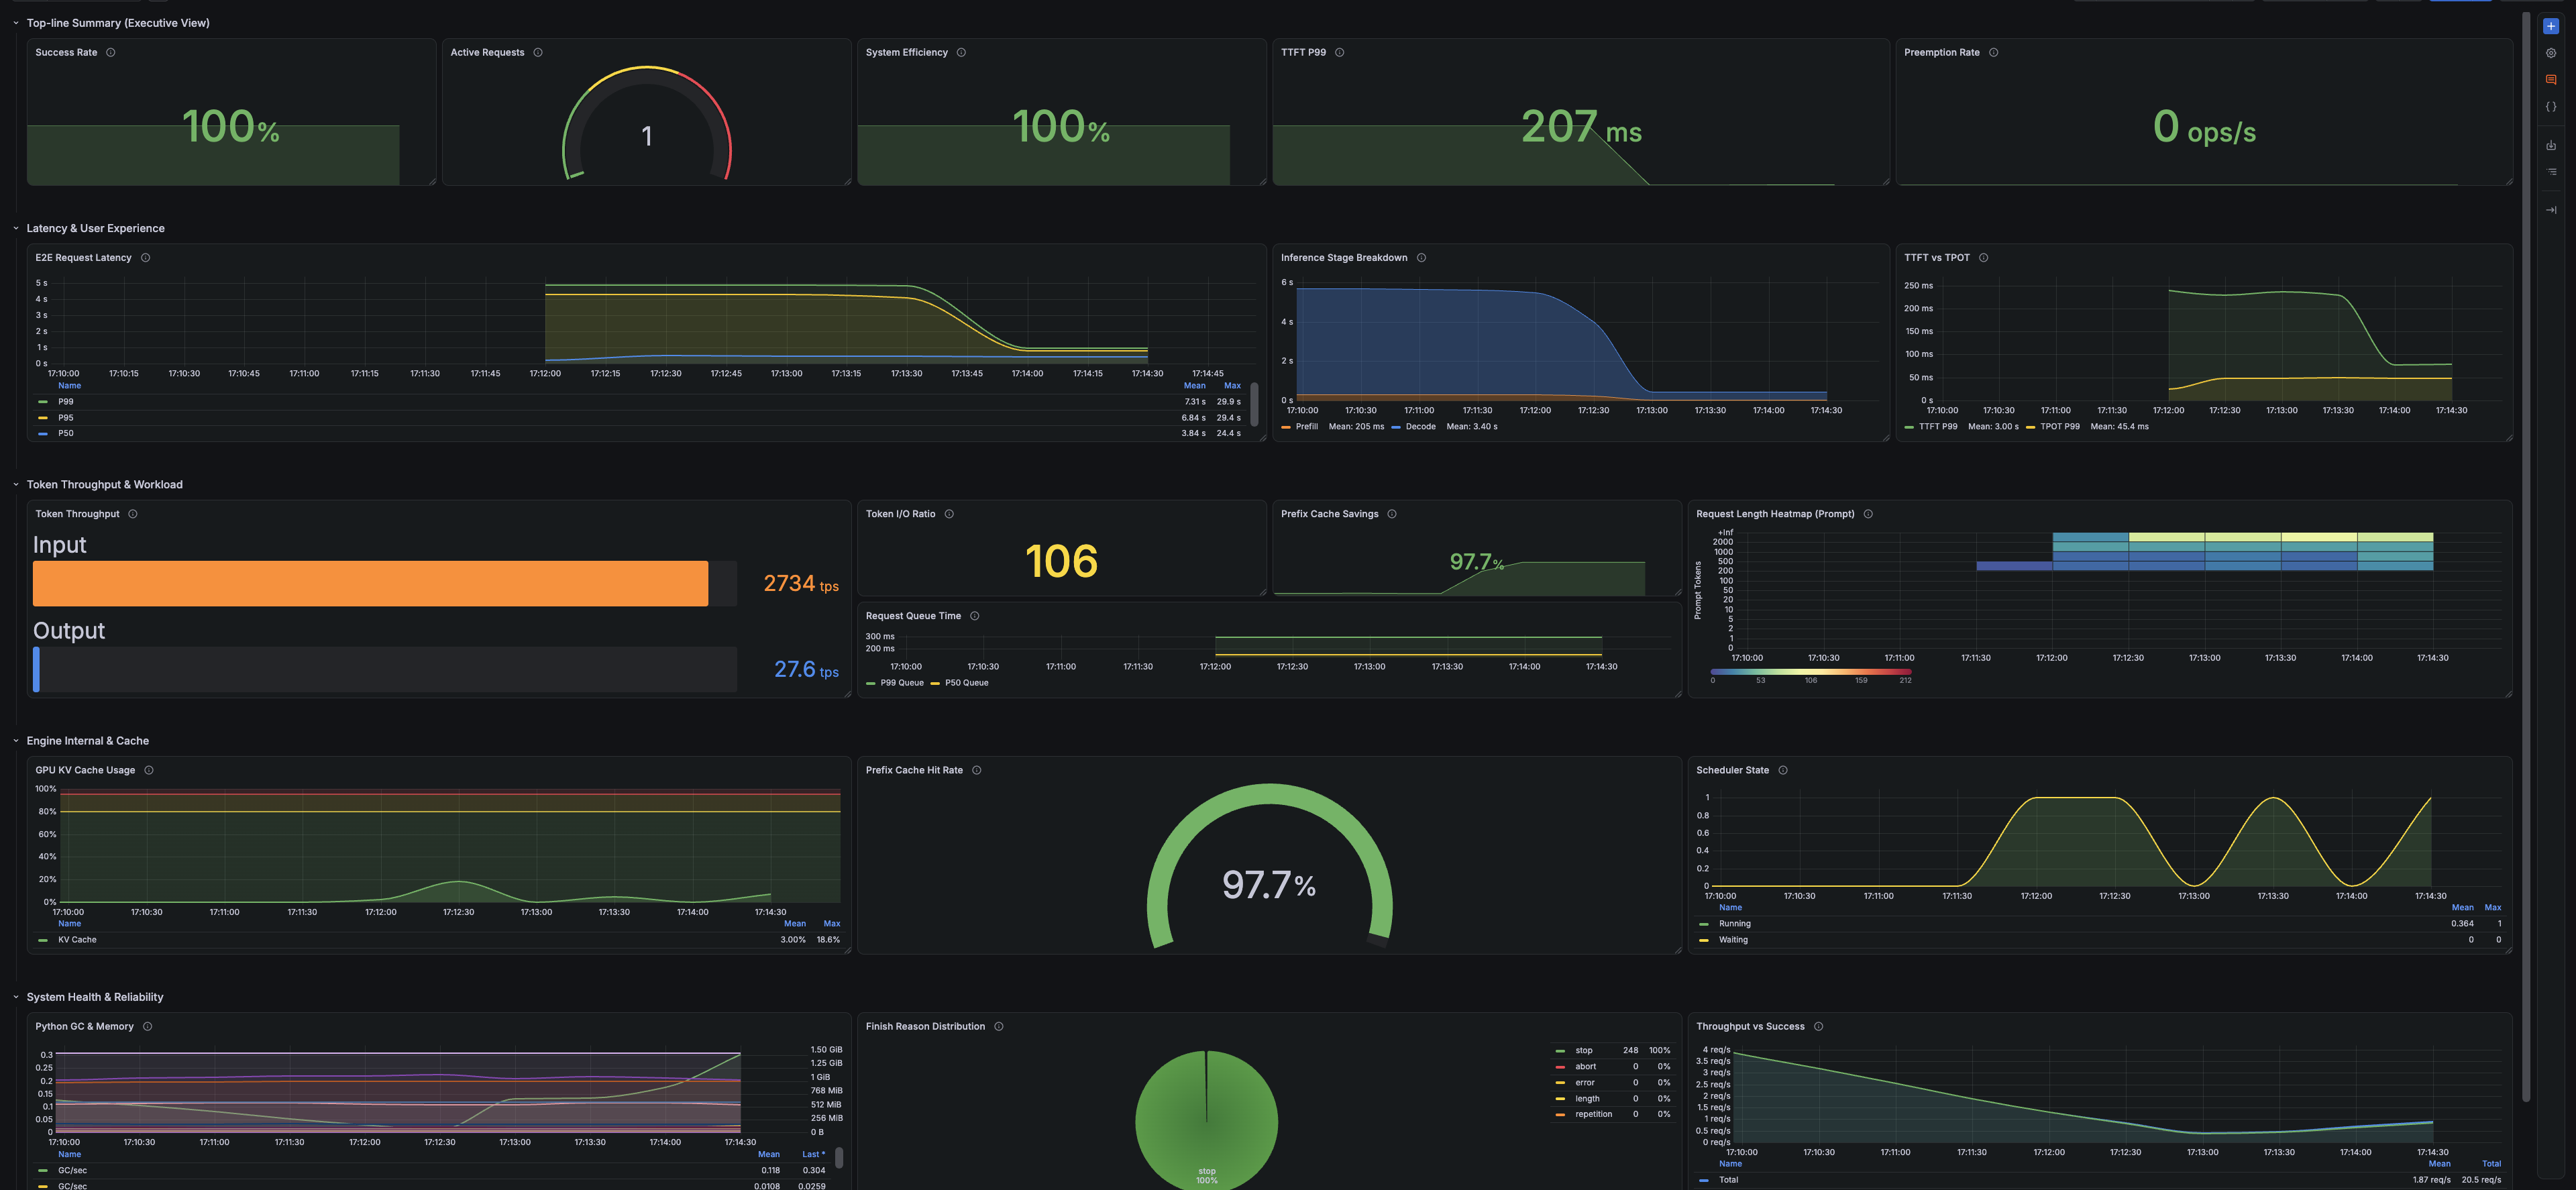 Top-line Summary (Executive View)
Success Rate
100%
Active Requests
1
System Efficiency
100%
TTFT P99
207 ms
Preemption Rate
0 ops/s
Latency & User Experience
E2E Request Latency
5 s
4 s
3 s
2 s
1 s
0 s
17:10:00 17:10:15 17:10:30 17:10:45 17:11:00 17:11:15 17:11:30 17:11:45 17:12:00 17:12:15 17:12:30 17:12:45 17:13:00 17:13:15 17:13:30 17:13:45 17:14:00 17:14:15 17:14:30 17:14:45
Name Mean Max
P99 7.31 s 29.9 s
P95 6.84 s 29.4 s
P50 3.84 s 24.4 s
Inference Stage Breakdown
6 s
4 s
2 s
0 s
17:10:00 17:10:30 17:11:00 17:11:30 17:12:00 17:12:30 17:13:00 17:13:30 17:14:00 17:14:30
Prefill Mean: 205 ms Decode Mean: 3.40 s
TTFT vs TPOT
250 ms
200 ms
150 ms
100 ms
50 ms
0 s
17:10:00 17:10:30 17:11:00 17:11:30 17:12:00 17:12:30 17:13:00 17:13:30 17:14:00 17:14:30
TTFT P99 Mean: 3.00 s TPOT P99 Mean: 45.4 ms
Token Throughput & Workload
Token Throughput
Input
2734 tps
Output
27.6 tps
Token I/O Ratio
106
Prefix Cache Savings
97.7%
Request Queue Time
300 ms
200 ms
17:10:00 17:10:30 17:11:00 17:11:30 17:12:00 17:12:30 17:13:00 17:13:30 17:14:00 17:14:30
P99 Queue P50 Queue
Request Length Heatmap (Prompt)
Prompt Tokens
+Inf
2000
1000
500
200
100
50
20
10
5
2
1
0
17:10:00 17:10:30 17:11:00 17:11:30 17:12:00 17:12:30 17:13:00 17:13:30 17:14:00 17:14:30
0 53 106 159 212
Engine Internal & Cache
GPU KV Cache Usage
100%
80%
60%
40%
20%
0%
17:10:00 17:10:30 17:11:00 17:11:30 17:12:00 17:12:30 17:13:00 17:13:30 17:14:00 17:14:30
Name Mean Max
KV Cache 3.00% 18.6%
Prefix Cache Hit Rate
97.7%
Scheduler State
1
0.8
0.6
0.4
0.2
0
17:10:00 17:10:30 17:11:00 17:11:30 17:12:00 17:12:30 17:13:00 17:13:30 17:14:00 17:14:30
Name Mean Max
Running 0.364 1
Waiting 0 0
System Health & Reliability
Python GC & Memory
0.3
0.25
0.2
0.15
0.1
0.05
0
1.50 GiB
1.25 GiB
1 GiB
768 MiB
512 MiB
256 MiB
0 B
17:10:00 17:10:30 17:11:00 17:11:30 17:12:00 17:12:30 17:13:00 17:13:30 17:14:00 17:14:30
Name Mean Last *
GC/sec 0.118 0.304
GC/sec 0.0108 0.0259
Finish Reason Distribution
stop
100%
stop 248 100%
abort 0 0%
error 0 0%
length 0 0%
repetition 0 0%
Throughput vs Success
4 req/s
3.5 req/s
3 req/s
2.5 req/s
2 req/s
1.5 req/s
1 req/s
0.5 req/s
0 req/s
17:10:00 17:10:30 17:11:00 17:11:30 17:12:00 17:12:30 17:13:00 17:13:30 17:14:00 17:14:30
Name Mean Total
Total 1.87 req/s 20.5 req/s